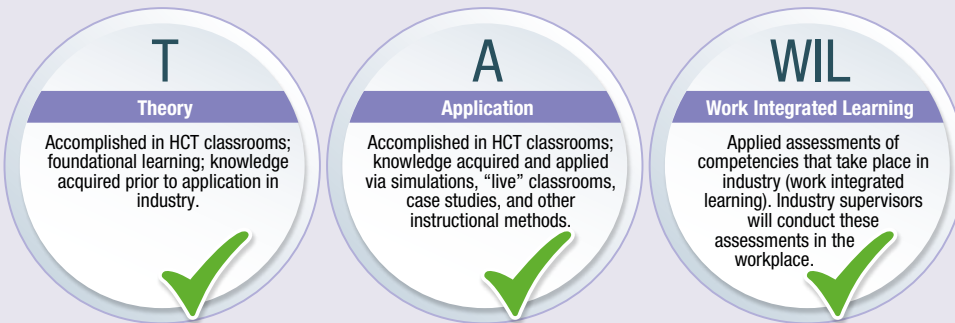 T
Theory
Accomplished in HCT classrooms;
foundational learning; knowledge
acquired prior to application in
industry.
A
Application
Accomplished in HCT classrooms;
knowledge acquired and applied
via simulations, “live” classrooms,
case studies, and other
instructional methods.
WIL
Work Integrated Learning
Applied assessments of
competencies that take place in
industry (work integrated
learning). Industry supervisors
will conduct these
assessments in the
workplace.